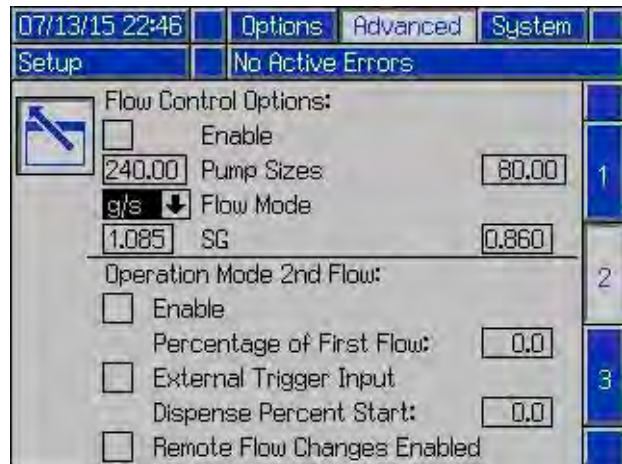 07/13/15 22:46 Options Advanced System
Setup No Active Errors
Flow Control Options:
Enable
240.00 Pump Sizes 80.00
1
g/s Flow Mode
1.085 SG 0.860
Operation Mode 2nd Flow:
2
Enable
Percentage of First Flow: 0.0
External Trigger Input
3
Dispense Percent Start: 0.0
Remote Flow Changes Enabled